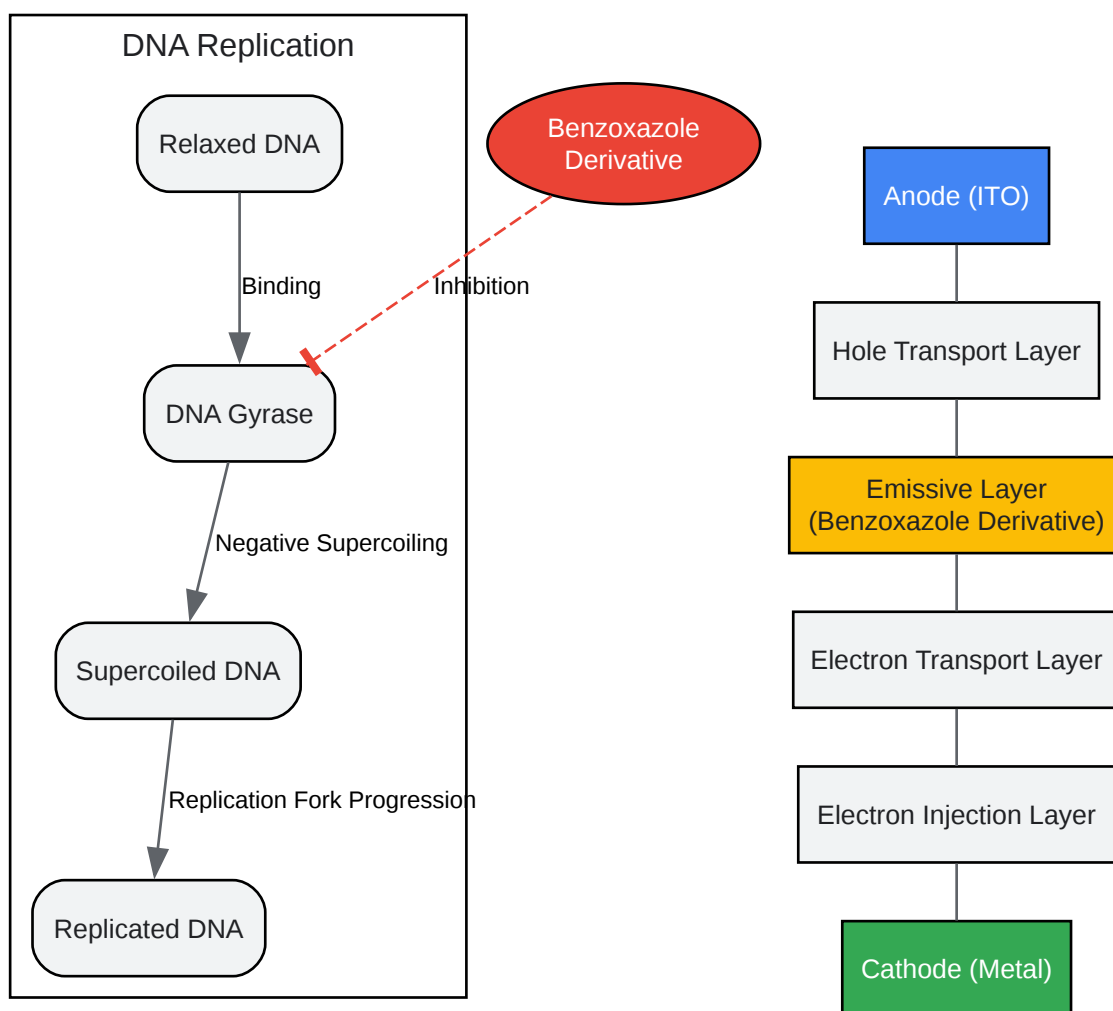 DNA Replication
Relaxed DNA
Binding
DNA Gyrase
Negative Supercoiling
Supercoiled DNA
Replication Fork Progression
Replicated DNA
Benzoxazole
Derivative
Inhibition
Anode (ITO)
Hole Transport Layer
Emissive Layer
(Benzoxazole Derivative)
Electron Transport Layer
Electron Injection Layer
Cathode (Metal)